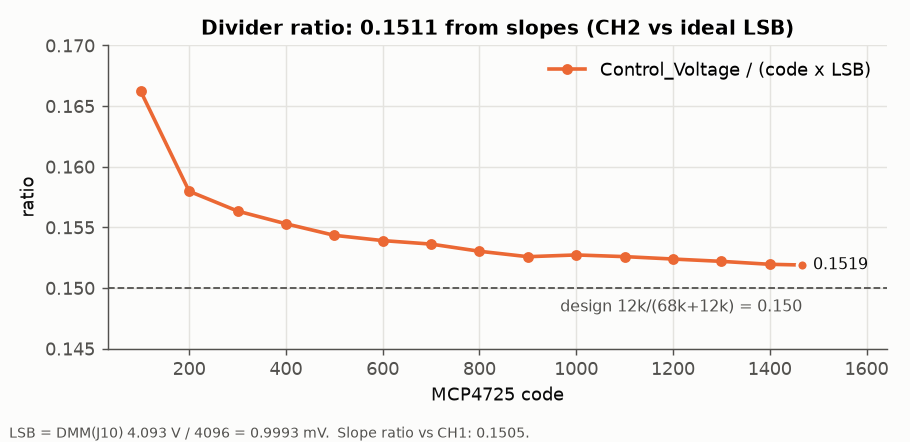 Divider ratio: 0.1511 from slopes (CH2 vs ideal LSB)
0.170
0.165
0.160
0.155
0.150
0.145
ratio
Control_Voltage / (code x LSB)
0.1519
design 12k/(68k+12k) = 0.150
200
400
600
800
1000
1200
1400
1600
MCP4725 code
LSB = DMM(J10) 4.093 V / 4096 = 0.9993 mV.  Slope ratio vs CH1: 0.1505.